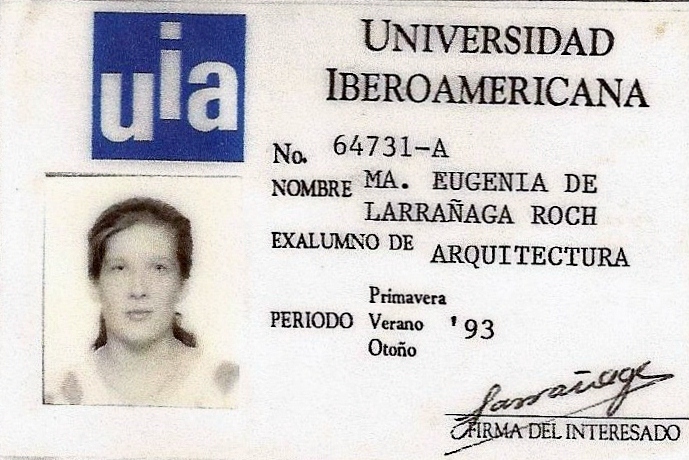 uia
UNIVERSIDAD
IBEROAMERICANA
No. 64731-A
NOMBRE MA. EUGENIA DE
LARRAÑAGA ROCH
EXALUMNO DE ARQUITECTURA
Primavera
PERIODO Verano '93
Otoño
Larrañaga
FIRMA DEL INTERESADO